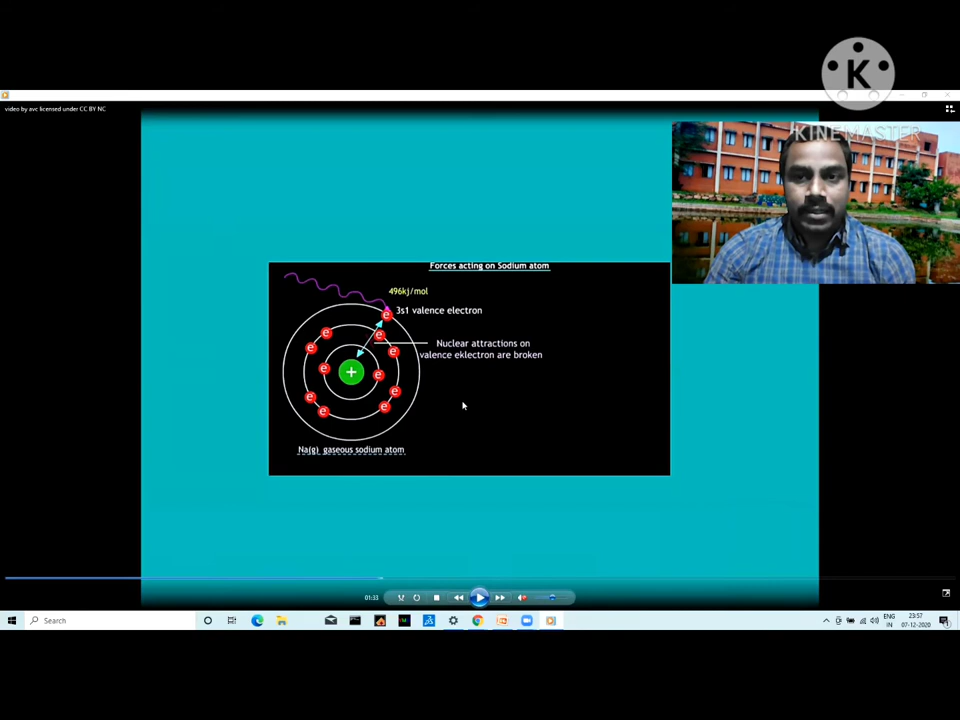 K
KINEMASTER
video by avc licensed under CC BY NC
Forces acting on Sodium atom
496kj/mol
e 3s1 valence electron
e e
e e
Nuclear attractions on
valence eklectron are broken
e + e
e e
e e
Na(g) gaseous sodium atom
01:33
Search
ENG
IN
23:57
07-12-2020